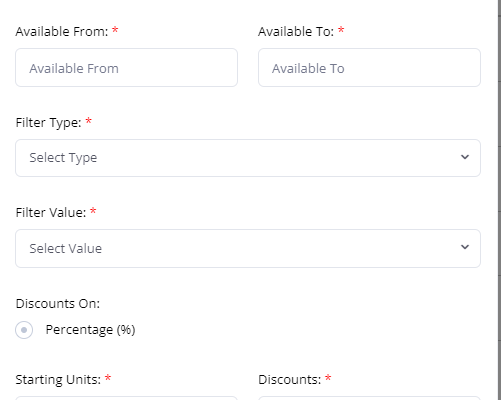 Available From: * Available To: *
Available From Available To
Filter Type: *
Select Type
Filter Value: *
Select Value
Discounts On:
Percentage (%)
Starting Units: * Discounts: *